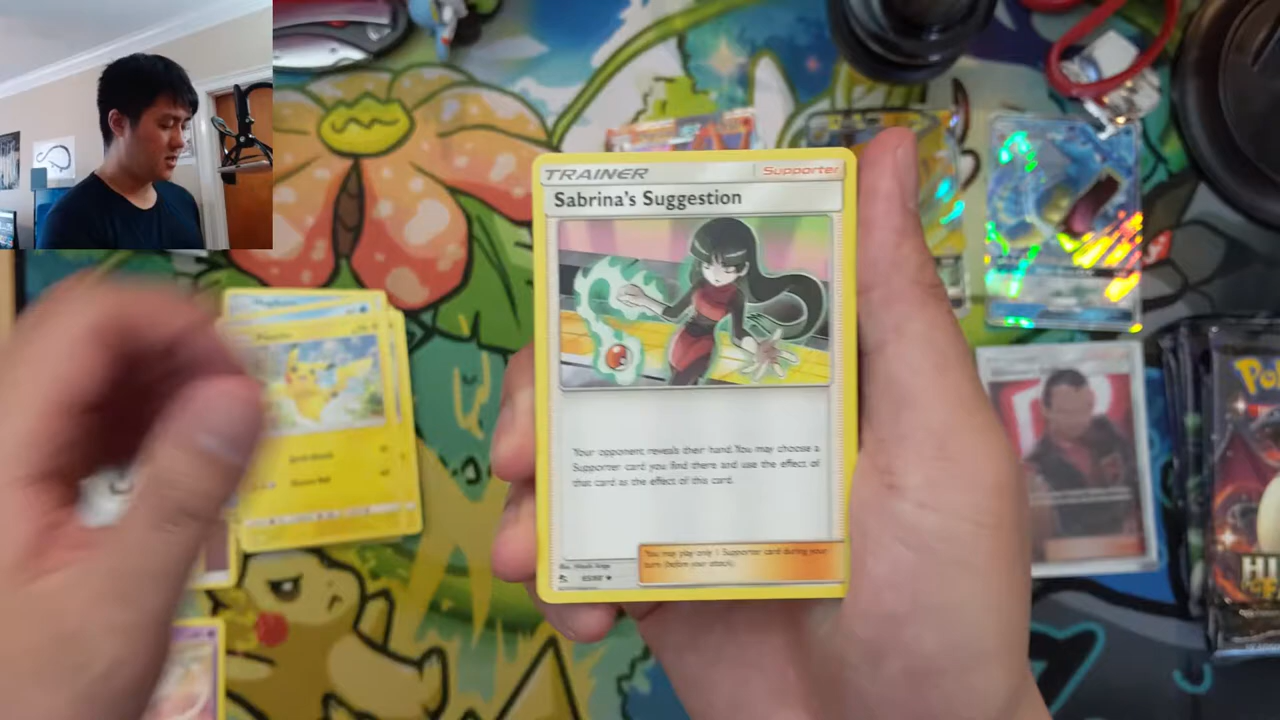 TRAINER
Supporter
Sabrina's Suggestion
Your opponent reveals their hand. You may choose a
Supporter card you find there and use the effect of
that card as the effect of this card.
You may play only 1 Supporter card during your
turn (before your attack).
HI